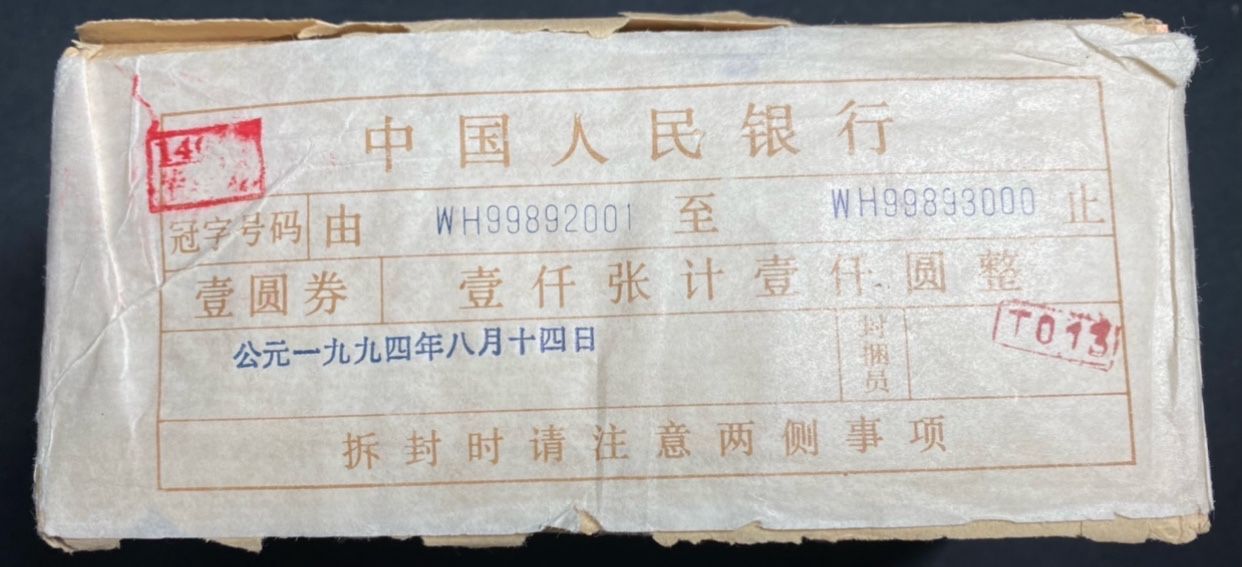 中国人民银行
冠字号码 由 WH99892001 至 WH99893000 止
壹圆券 壹仟张计壹仟圆整
公元一九九四年八月十四日
封捆员 T013
拆封时请注意两侧事项